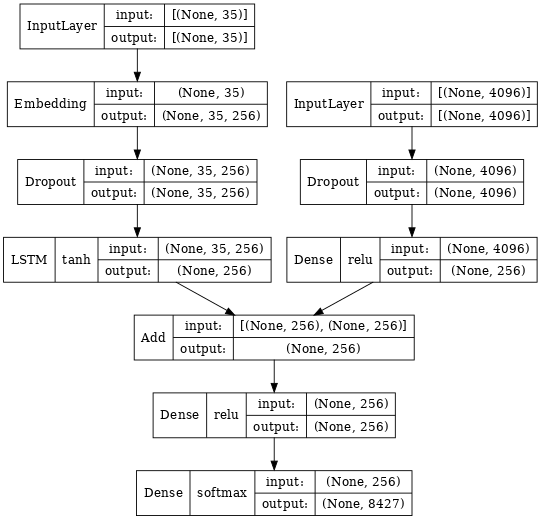 InputLayer input: [(None, 35)]
output: [(None, 35)]
Embedding input: (None, 35)
output: (None, 35, 256)
InputLayer input: [(None, 4096)]
output: [(None, 4096)]
Dropout input: (None, 35, 256)
output: (None, 35, 256)
Dropout input: (None, 4096)
output: (None, 4096)
LSTM tanh input: (None, 35, 256)
output: (None, 256)
Dense relu input: (None, 4096)
output: (None, 256)
Add input: [(None, 256), (None, 256)]
output: (None, 256)
Dense relu input: (None, 256)
output: (None, 256)
Dense softmax input: (None, 256)
output: (None, 8427)